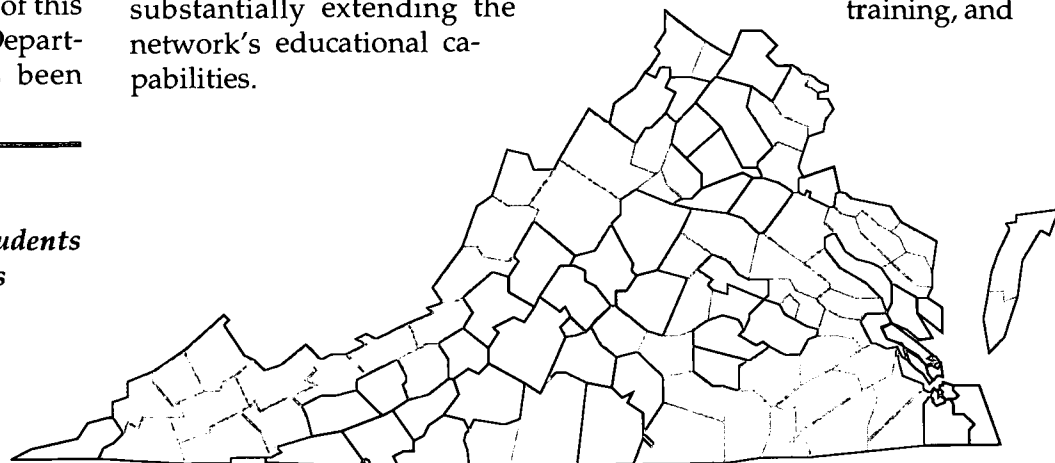 of this
Depart-
been
udents
s
substantially extending the
network's educational ca-
pabilities.
training, and